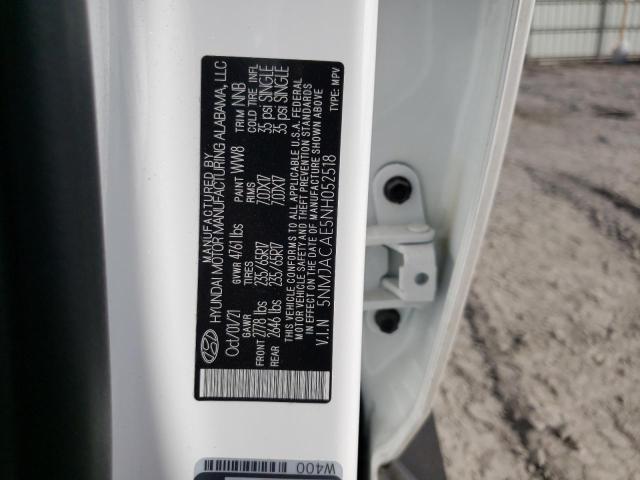 MANUFACTURED BY
HYUNDAI MOTOR MANUFACTURING ALABAMA, LLC
Oct/01/21 GVWR 4761 lbs PAINT WW8 TRIM NNB
GAWR TIRES RIMS COLD TIRE INFL
FRONT 2778 lbs 235/65R17 7.0JX17 35 psi SINGLE
REAR 2646 lbs 235/65R17 7.0JX17 35 psi SINGLE
THIS VEHICLE CONFORMS TO ALL APPLICABLE U.S.A. FEDERAL
MOTOR VEHICLE SAFETY AND THEFT PREVENTION STANDARDS
IN EFFECT ON THE DATE OF MANUFACTURE SHOWN ABOVE
V.I.N 5NMJACAE5NH052518 TYPE: MPV
W400